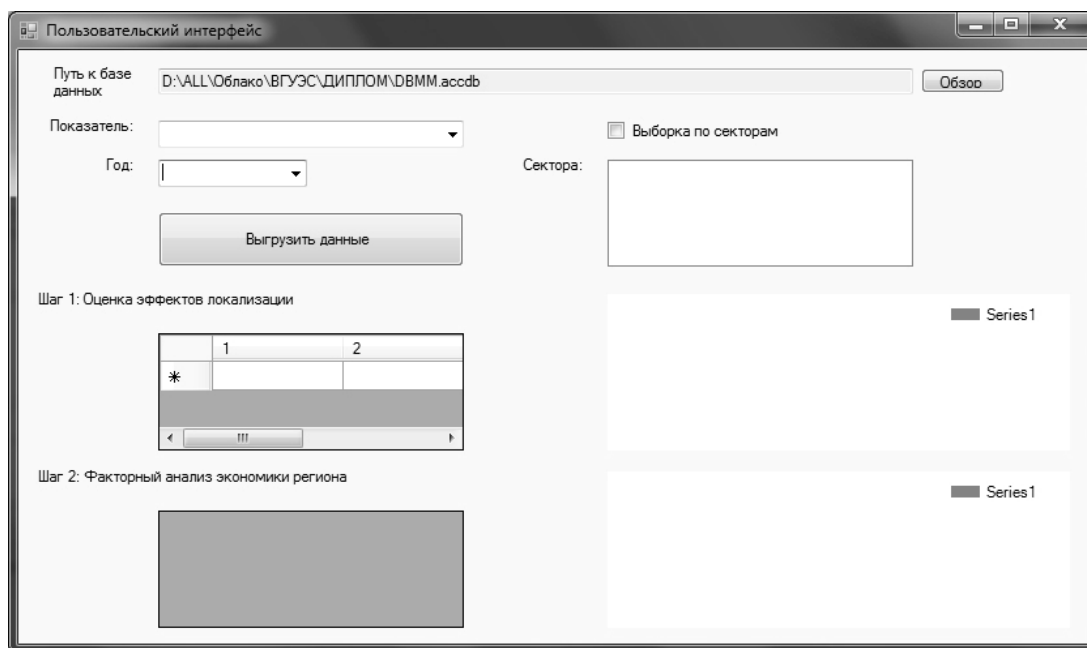 Пользовательский интерфейс
Путь к базе
данных
D:\ALL\Облако\ВГУЭС\ДИПЛОМ\DBMM.accdb
Обзор
Показатель:
Выборка по секторам
Год:
Сектора:
Выгрузить данные
Шаг 1: Оценка эффектов локализации
Series1
1 2
Шаг 2: Факторный анализ экономики региона
Series1